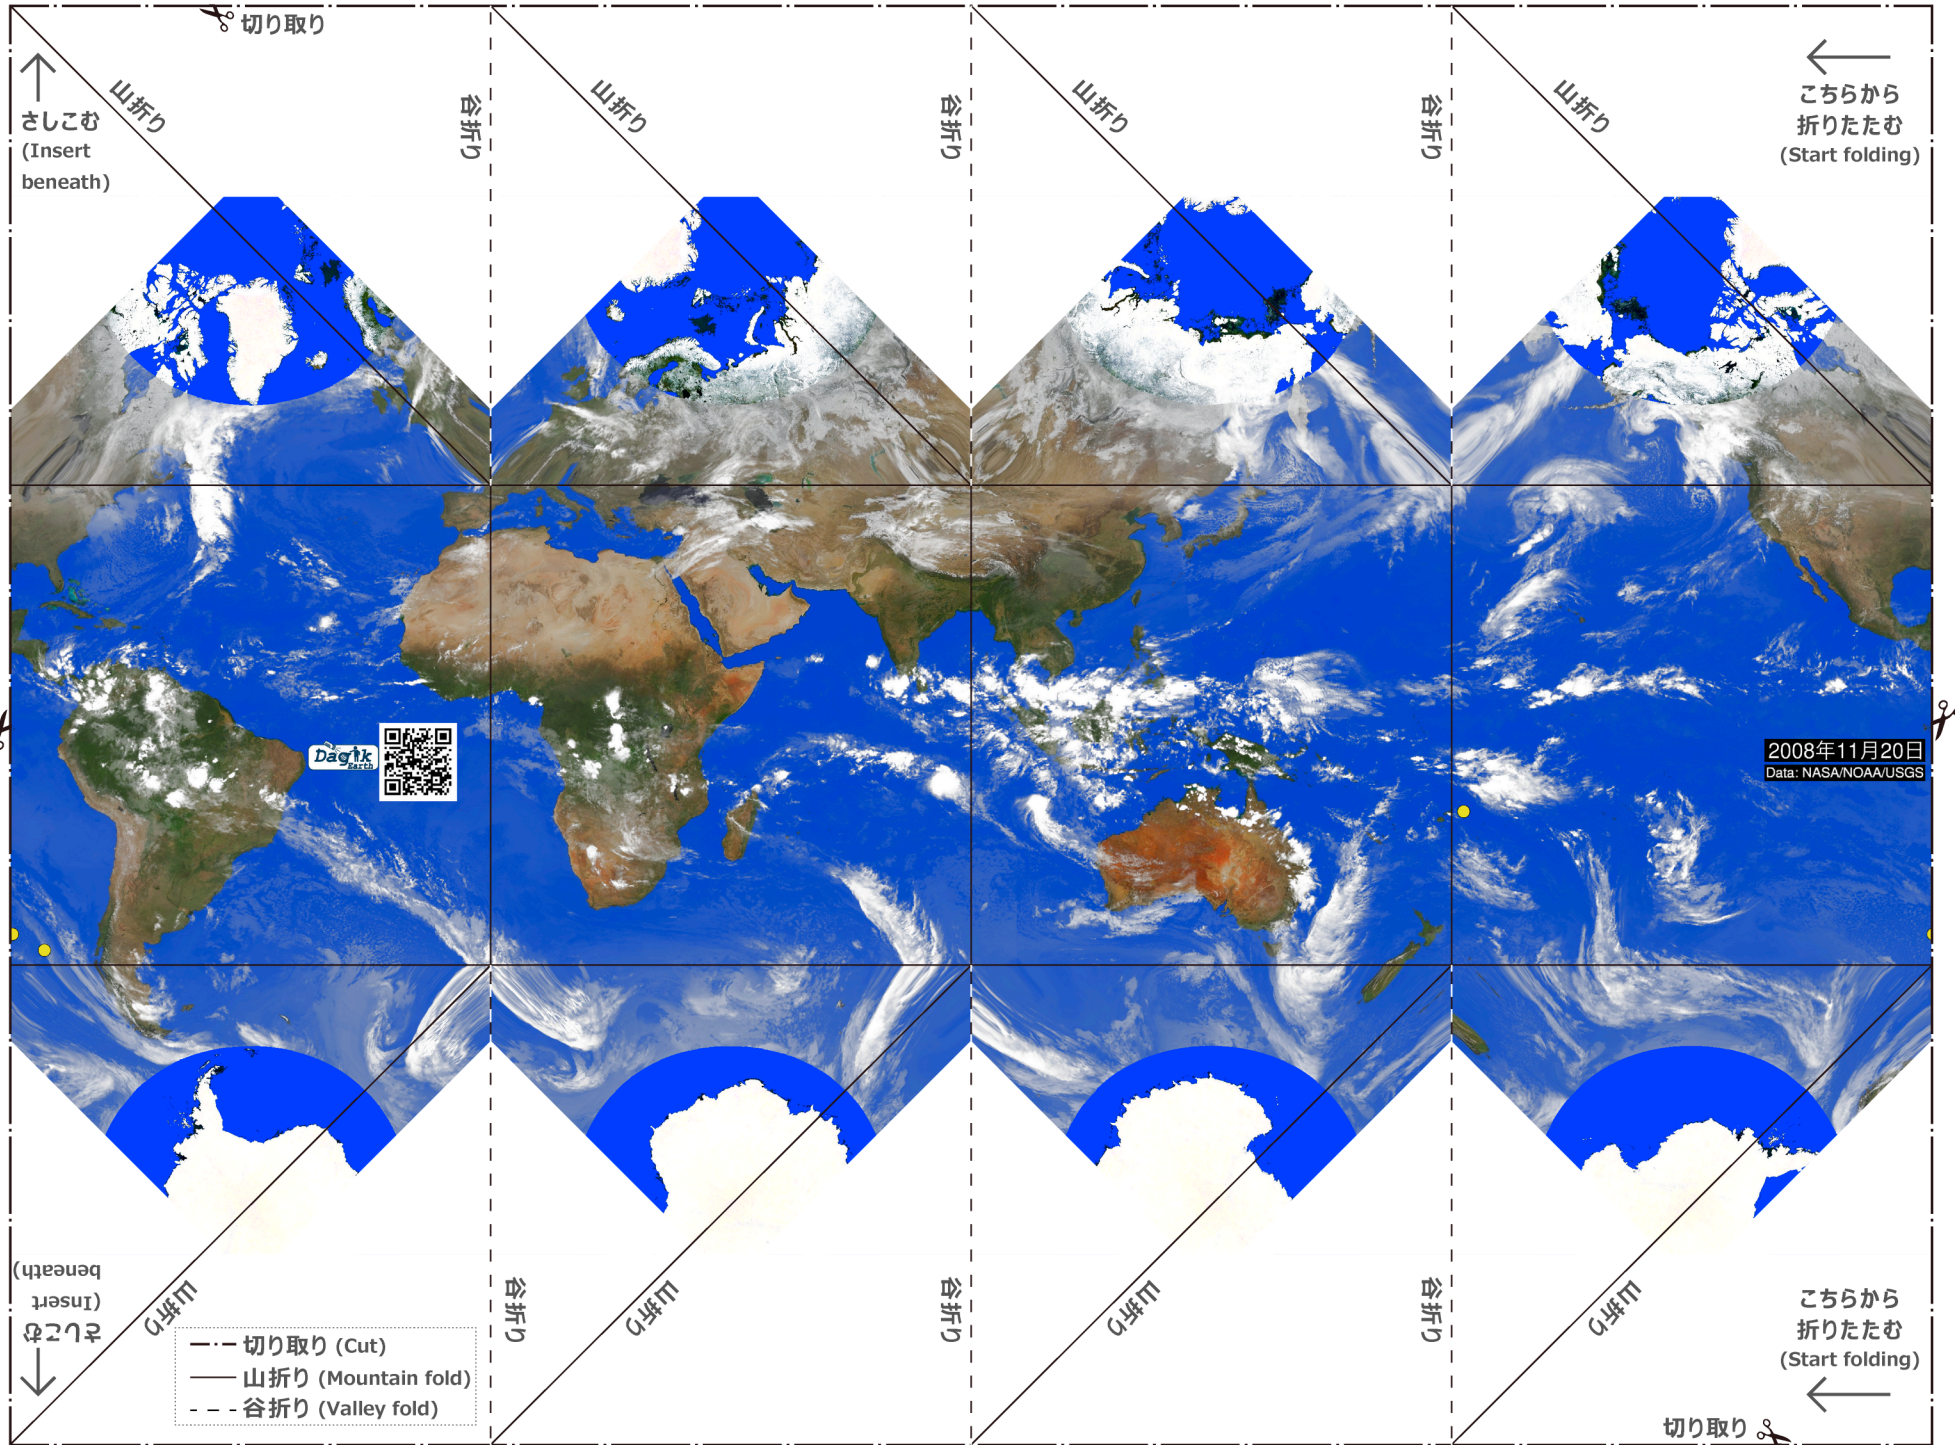 切り取り
さしこむ
(Insert
beneath)
山折り
谷折り
山折り
谷折り
山折り
谷折り
山折り
こちらから
折りたたむ
(Start folding)
Dagik
Earth
2008年11月20日
Data: NASA/NOAA/USGS
さしこむ
(Insert
beneath)
山折り
谷折り
山折り
谷折り
山折り
谷折り
山折り
こちらから
折りたたむ
(Start folding)
切り取り (Cut)
山折り (Mountain fold)
谷折り (Valley fold)
切り取り